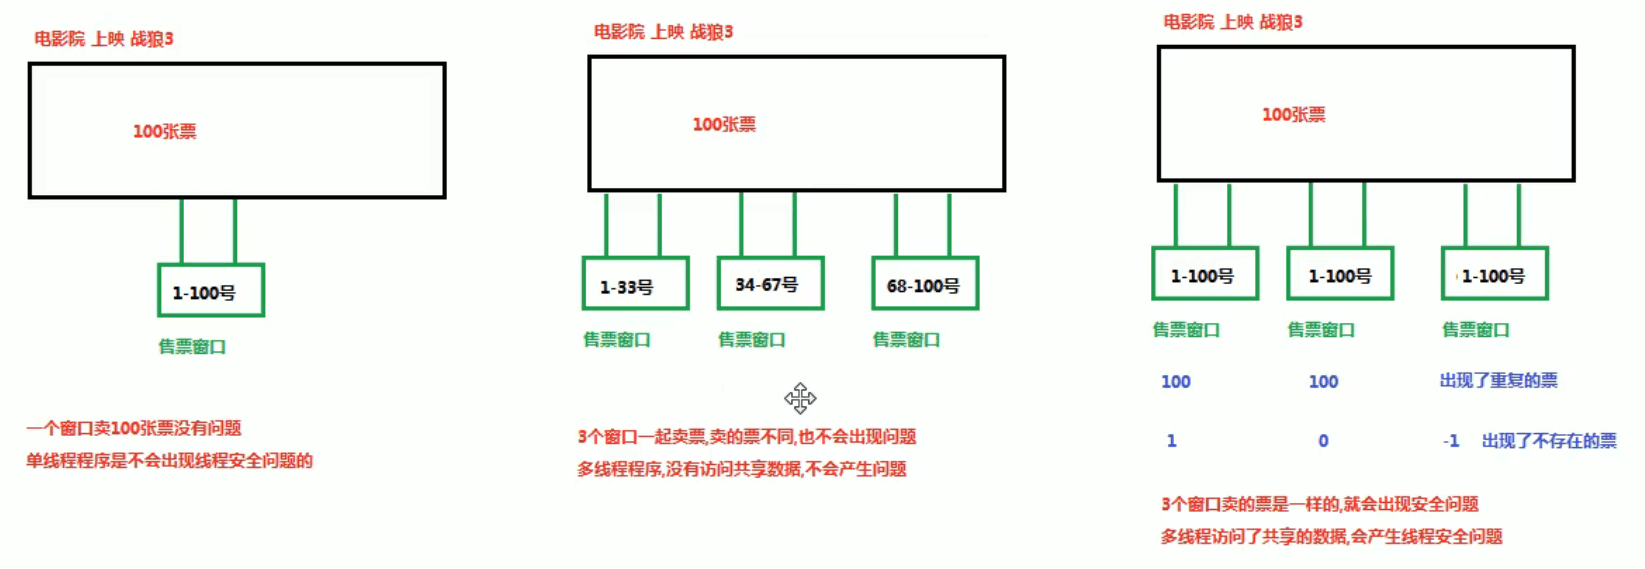 电影院 上映 战狼3
100张票
1-100号
售票窗口
一个窗口卖100张票没有问题
单线程程序是不会出现线程安全问题的
电影院 上映 战狼3
100张票
1-33号
34-67号
68-100号
售票窗口
售票窗口
售票窗口
3个窗口一起卖票,卖的票不同,也不会出现问题
多线程程序,没有访问共享数据,不会产生问题
电影院 上映 战狼3
100张票
1-100号
1-100号
1-100号
售票窗口
售票窗口
售票窗口
100 100 出现了重复的票
1 0 -1 出现了不存在的票
3个窗口卖的票是一样的,就会出现安全问题
多线程访问了共享的数据,会产生线程安全问题